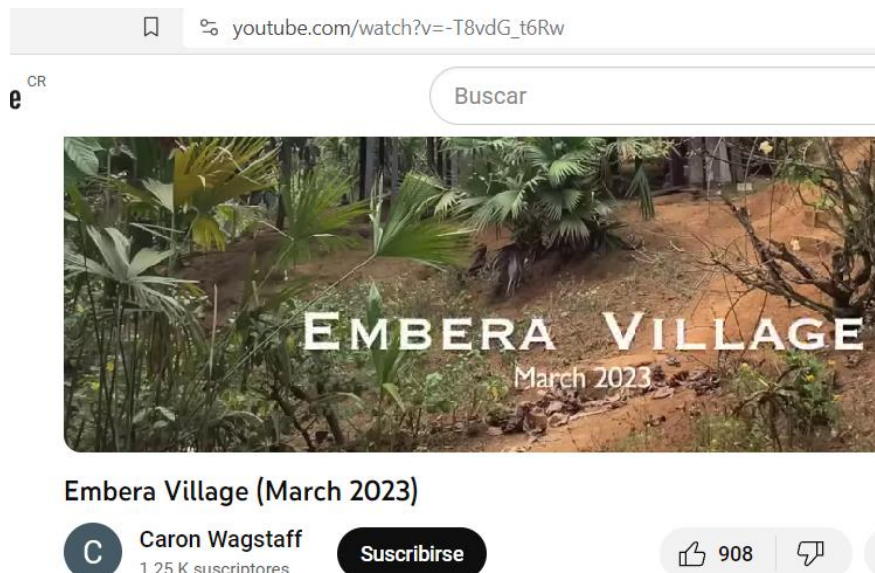 youtube.com/watch?v=-T8vdG_t6Rw
e CR
Buscar
EMBERA VILLAGE
March 2023
Embera Village (March 2023)
C
Caron Wagstaff
1.25 K suscriptores
Suscribirse
908